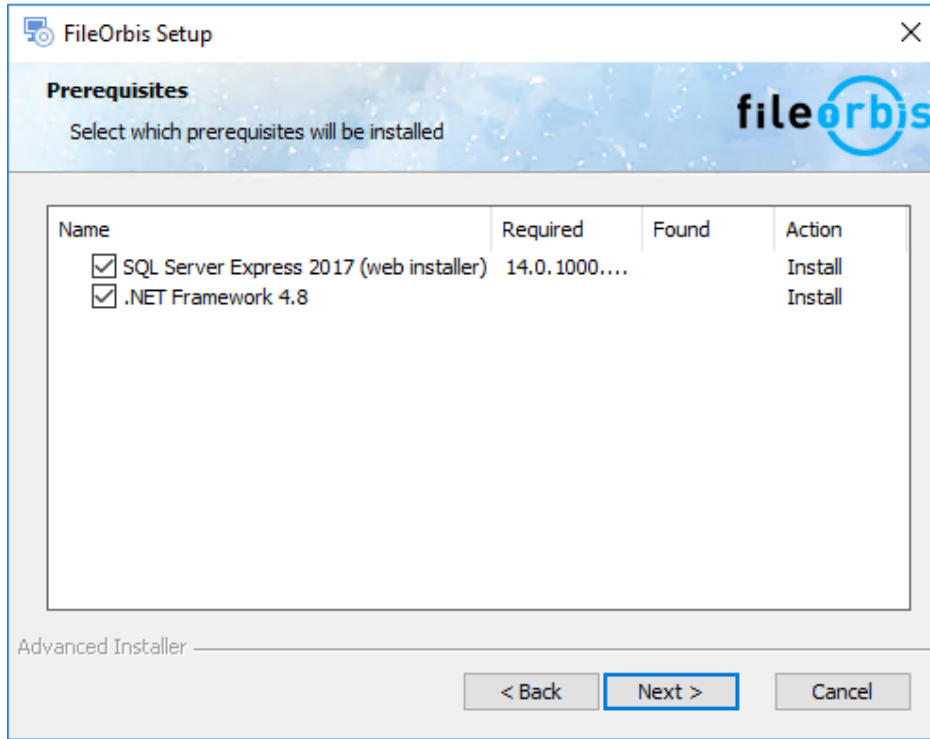 FileOrbis Setup
Prerequisites
Select which prerequisites will be installed
fileorbis
Name Required Found Action
SQL Server Express 2017 (web installer) 14.0.1000.... Install
.NET Framework 4.8 Install
Advanced Installer
< Back Next > Cancel